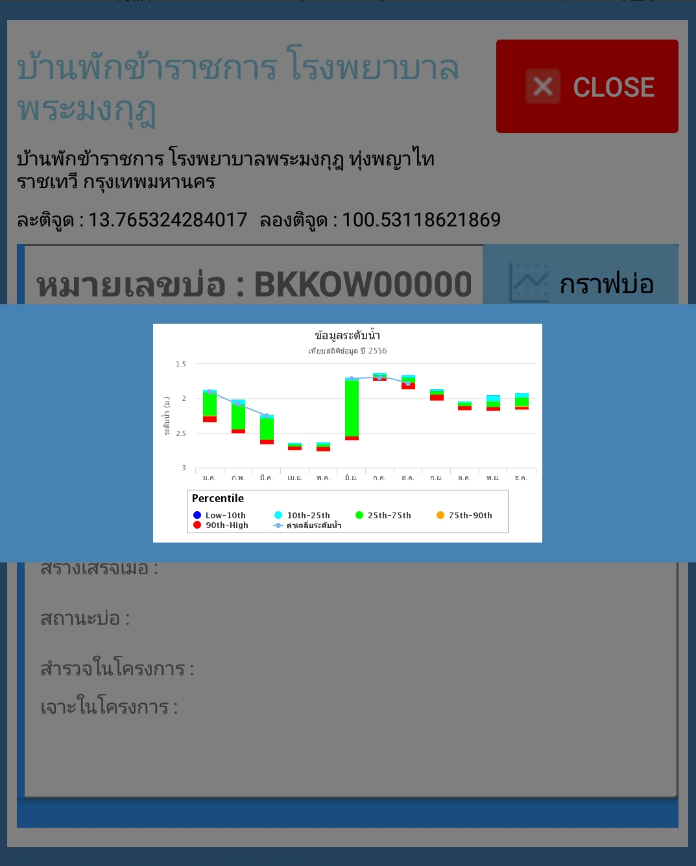 บ้านพักข้าราชการ โรงพยาบาล
พระมงกุฎ
CLOSE
บ้านพักข้าราชการ โรงพยาบาลพระมงกุฎ ทุ่งพญาไท
ราชเทวี กรุงเทพมหานคร
ละติจูด : 13.765324284017 ลองติจูด : 100.53118621869
หมายเลขบ่อ : BKKOW00000
กราฟบ่อ
ข้อมูลระดับน้ำ
เทียบสถิติข้อมูล ปี 2556
ระดับน้ำ (ม.)
1.5
2
2.5
3
ม.ค. ก.พ. มี.ค. เม.ย. พ.ค. มิ.ย. ก.ค. ส.ค. ก.ย. ต.ค. พ.ย. ธ.ค.
Percentile
Low-10th 10th-25th 25th-75th 75th-90th
90th-High ค่าเฉลี่ยระดับน้ำ
สร้างเสร็จเมื่อ :
สถานะบ่อ :
สำรวจในโครงการ :
เจาะในโครงการ :